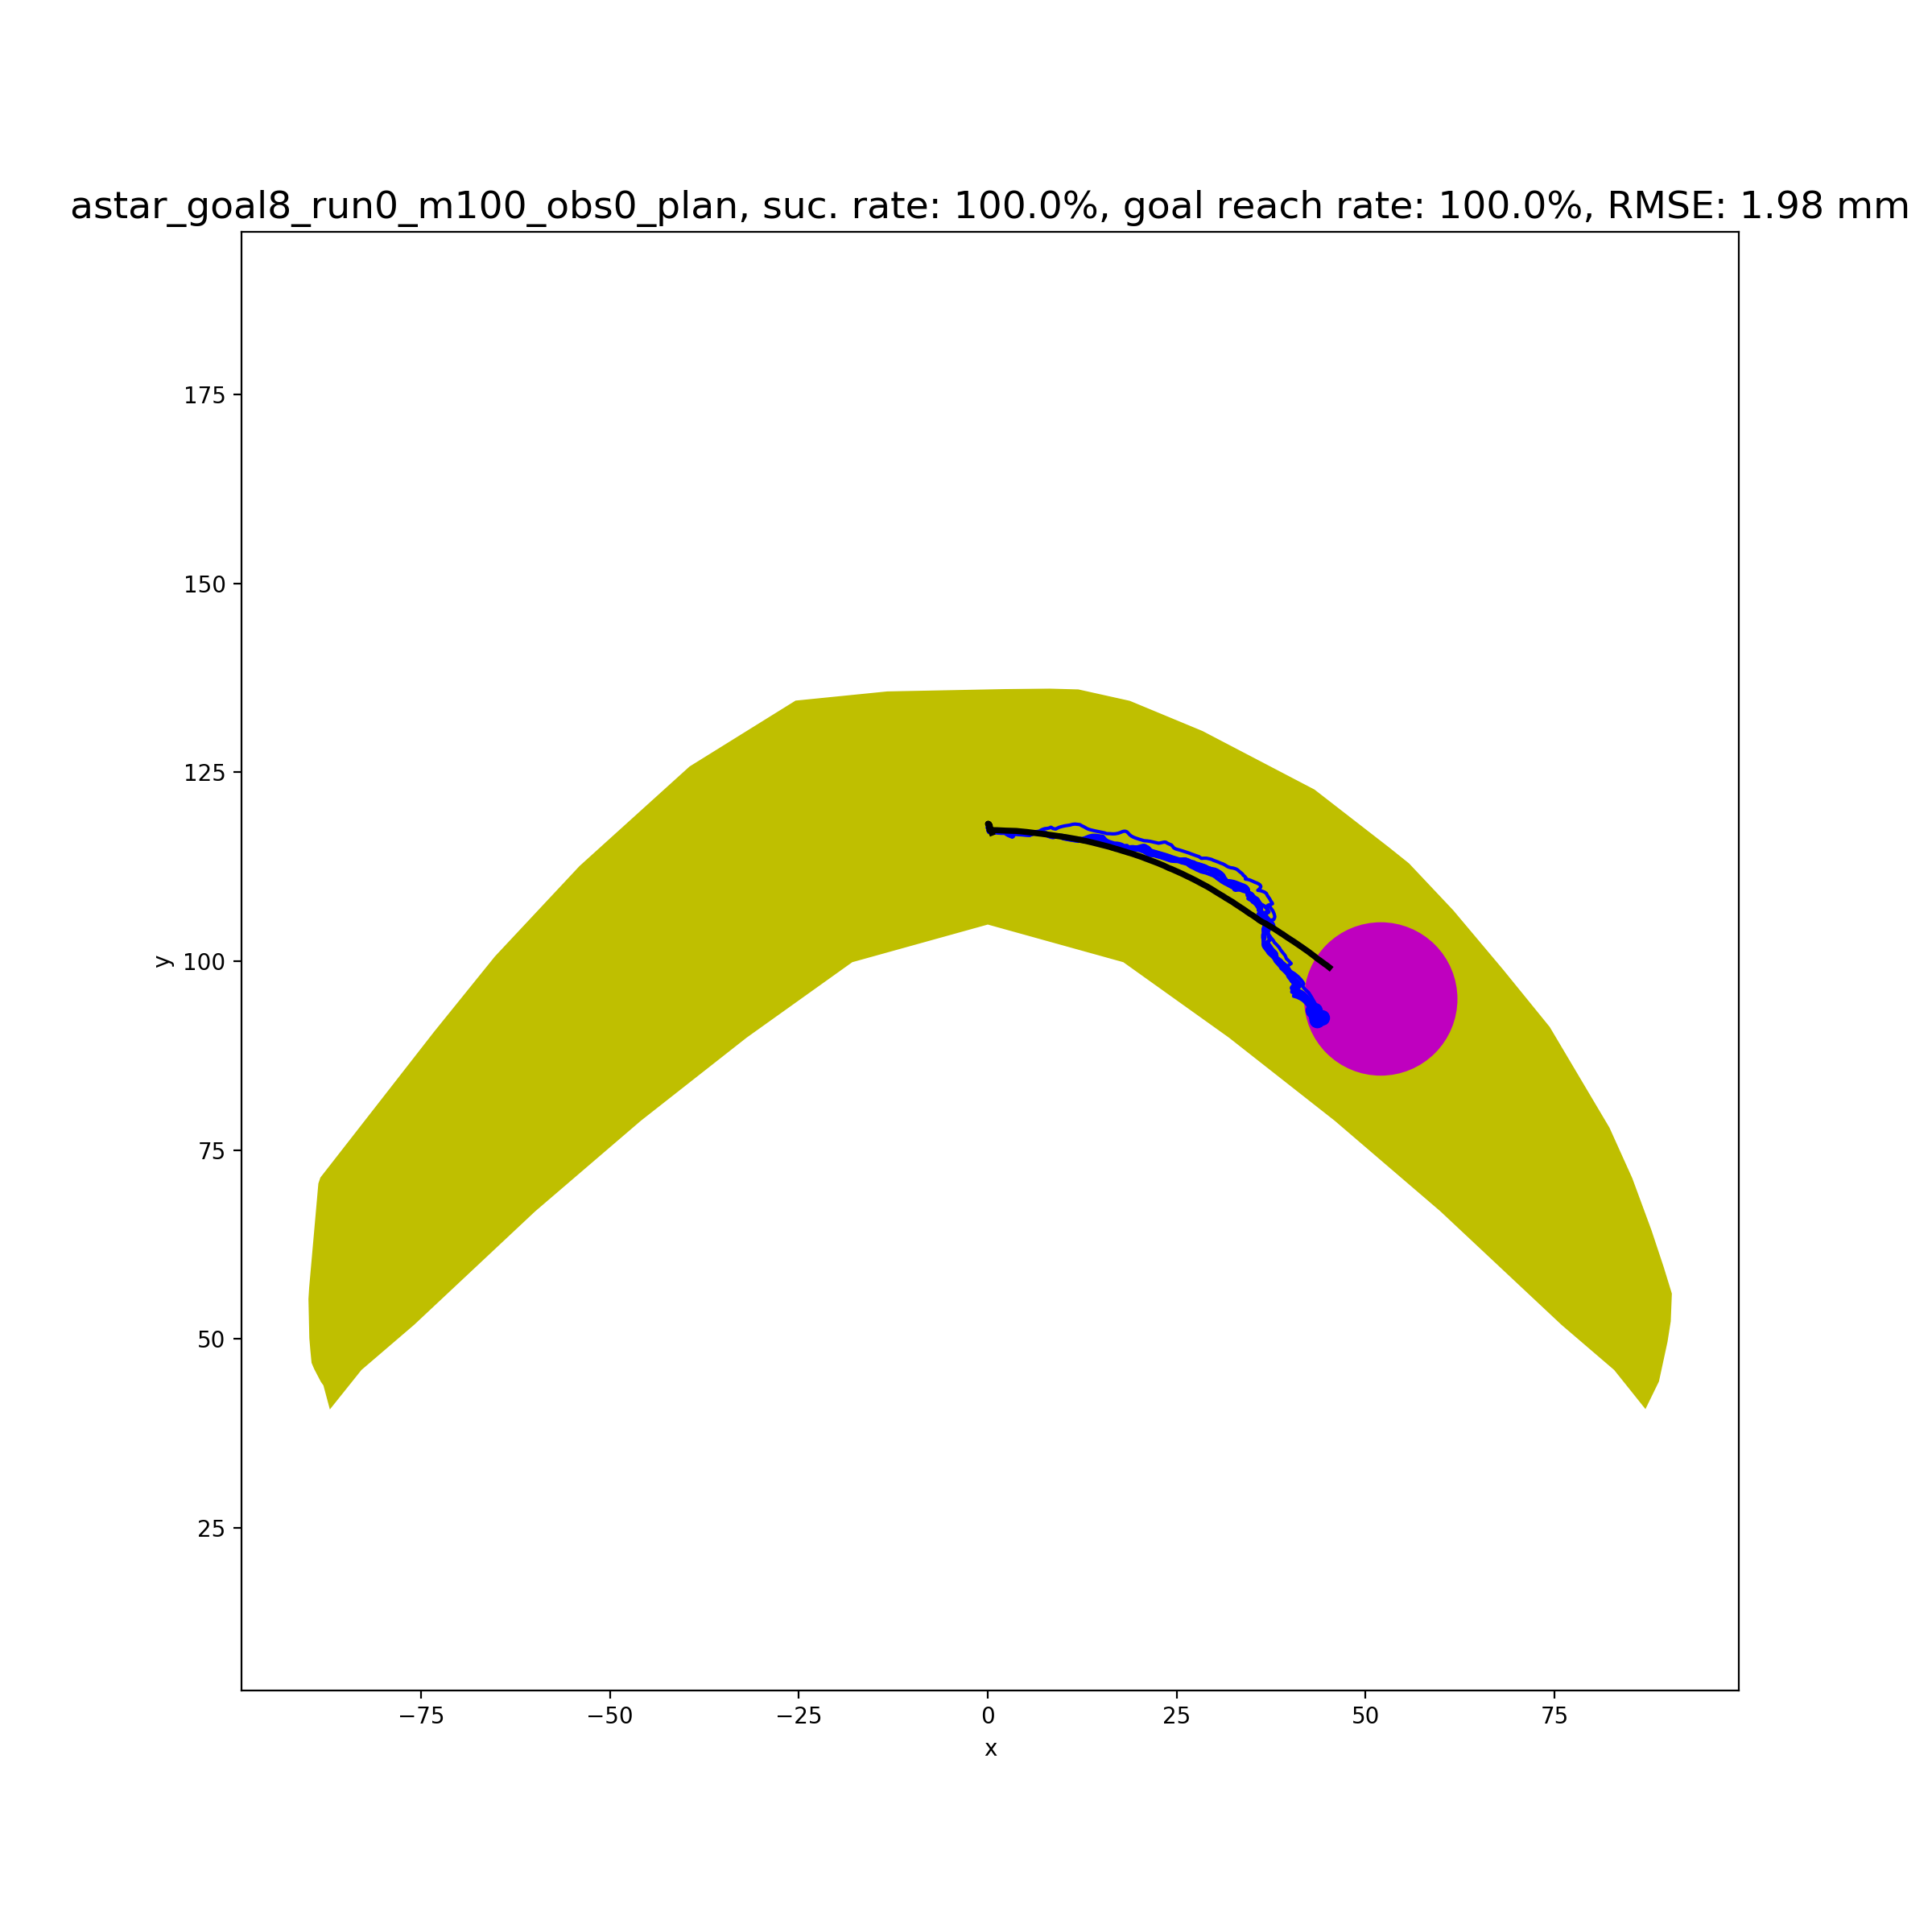 astar_goal8_run0_m100_obs0_plan, suc. rate: 100.0%, goal reach rate: 100.0%, RMSE: 1.98 mm
175
150
125
y
100
75
50
25
−75 −50 −25 0 25 50 75
x